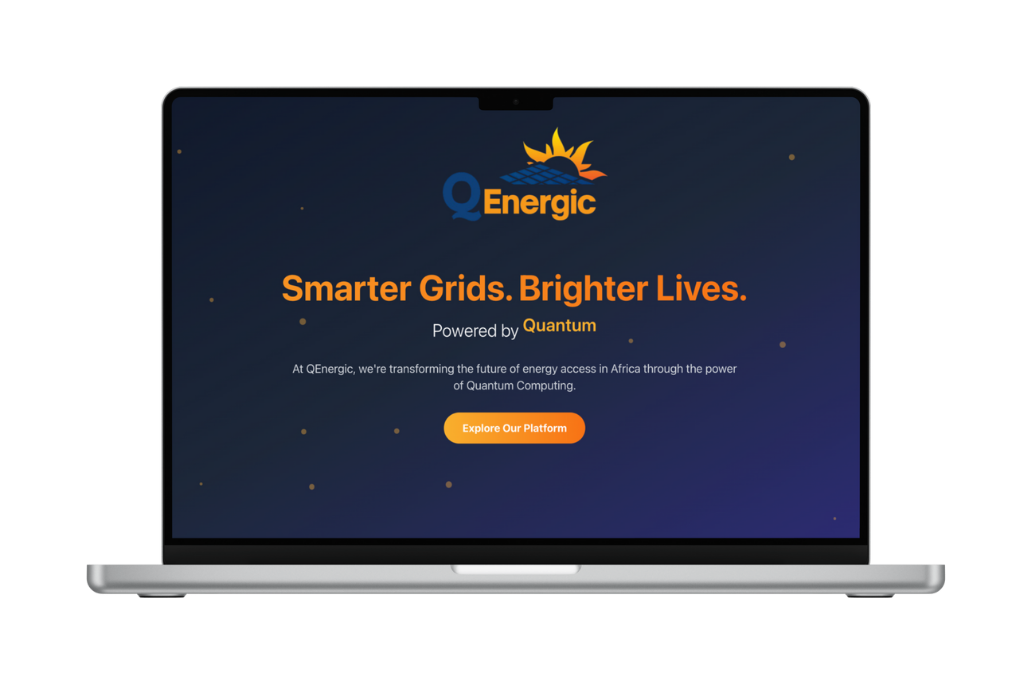 QEnergic
Smarter Grids. Brighter Lives.
Powered by Quantum
At QEnergic, we're transforming the future of energy access in Africa through the power
of Quantum Computing.
Explore Our Platform